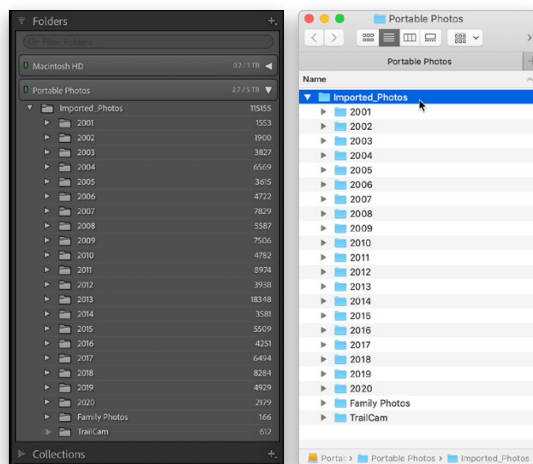 Folders
Filter Folders
Macintosh HD 0.2 / 1 TB
Portable Photos 2.7 / 5 TB
Imported_Photos 115155
2001 1553
2002 1900
2003 3827
2004 6569
2005 3615
2006 4722
2007 7829
2008 5587
2009 7506
2010 4782
2011 8974
2012 3938
2013 18348
2014 3581
2015 5509
2016 4251
2017 6494
2018 8284
2019 4929
2020 2179
Family Photos 166
TrailCam 612
Collections
Portable Photos
Portable Photos
Name
Imported_Photos
2001
2002
2003
2004
2005
2006
2007
2008
2009
2010
2011
2012
2013
2014
2015
2016
2017
2018
2019
2020
Family Photos
TrailCam
Portal › Portable Photos › Imported_Photos